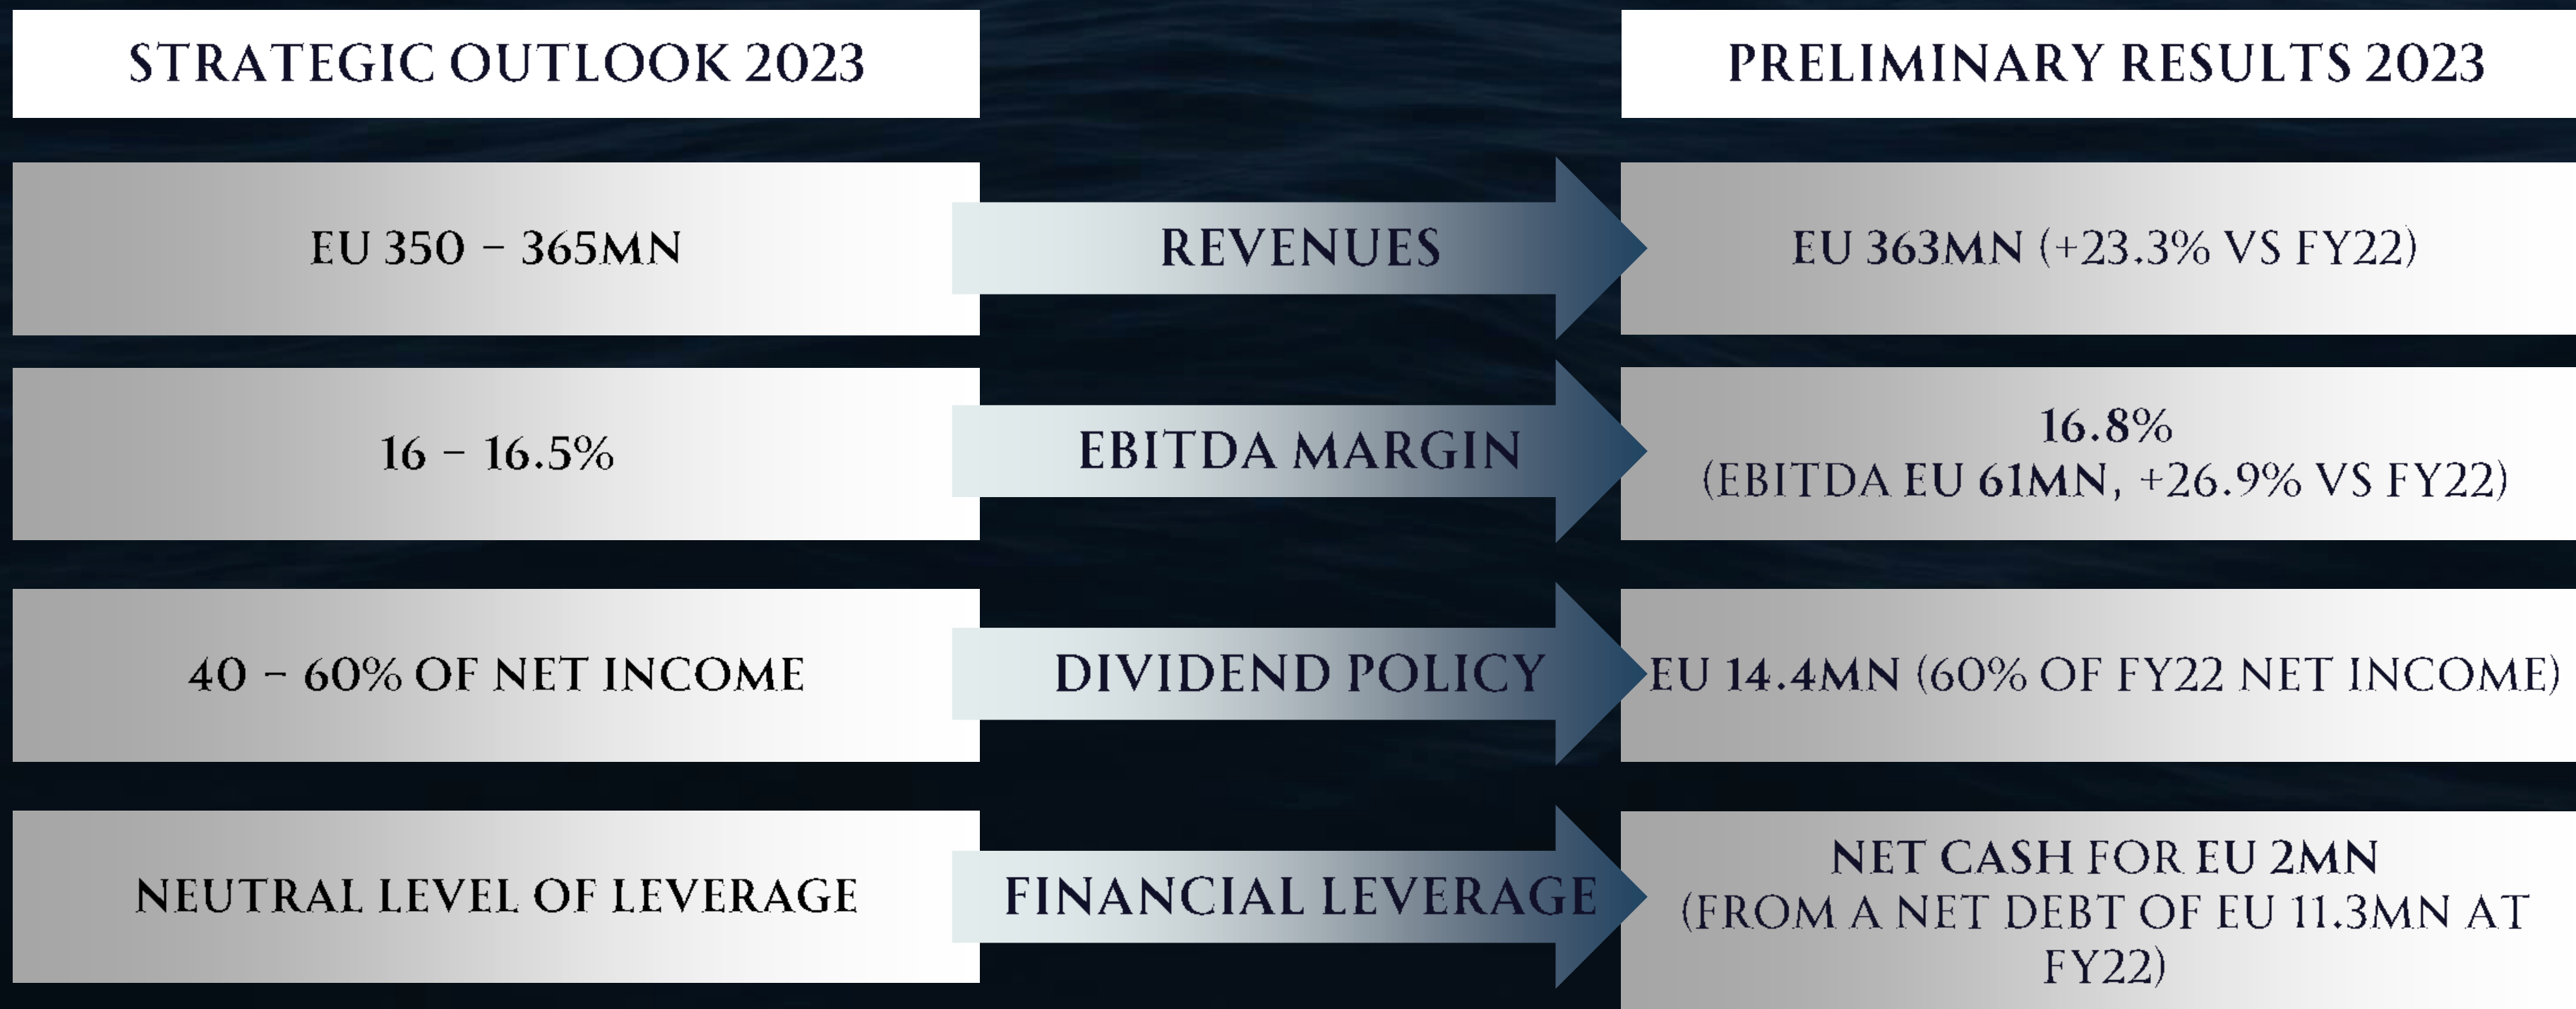 STRATEGIC OUTLOOK 2023
PRELIMINARY RESULTS 2023
EU 350 – 365MN
REVENUES
EU 363MN (+23.3% VS FY22)
16 – 16.5%
EBITDA MARGIN
16.8%
(EBITDA EU 61MN, +26.9% VS FY22)
40 – 60% OF NET INCOME
DIVIDEND POLICY
EU 14.4MN (60% OF FY22 NET INCOME)
NEUTRAL LEVEL OF LEVERAGE
FINANCIAL LEVERAGE
NET CASH FOR EU 2MN
(FROM A NET DEBT OF EU 11.3MN AT
FY22)